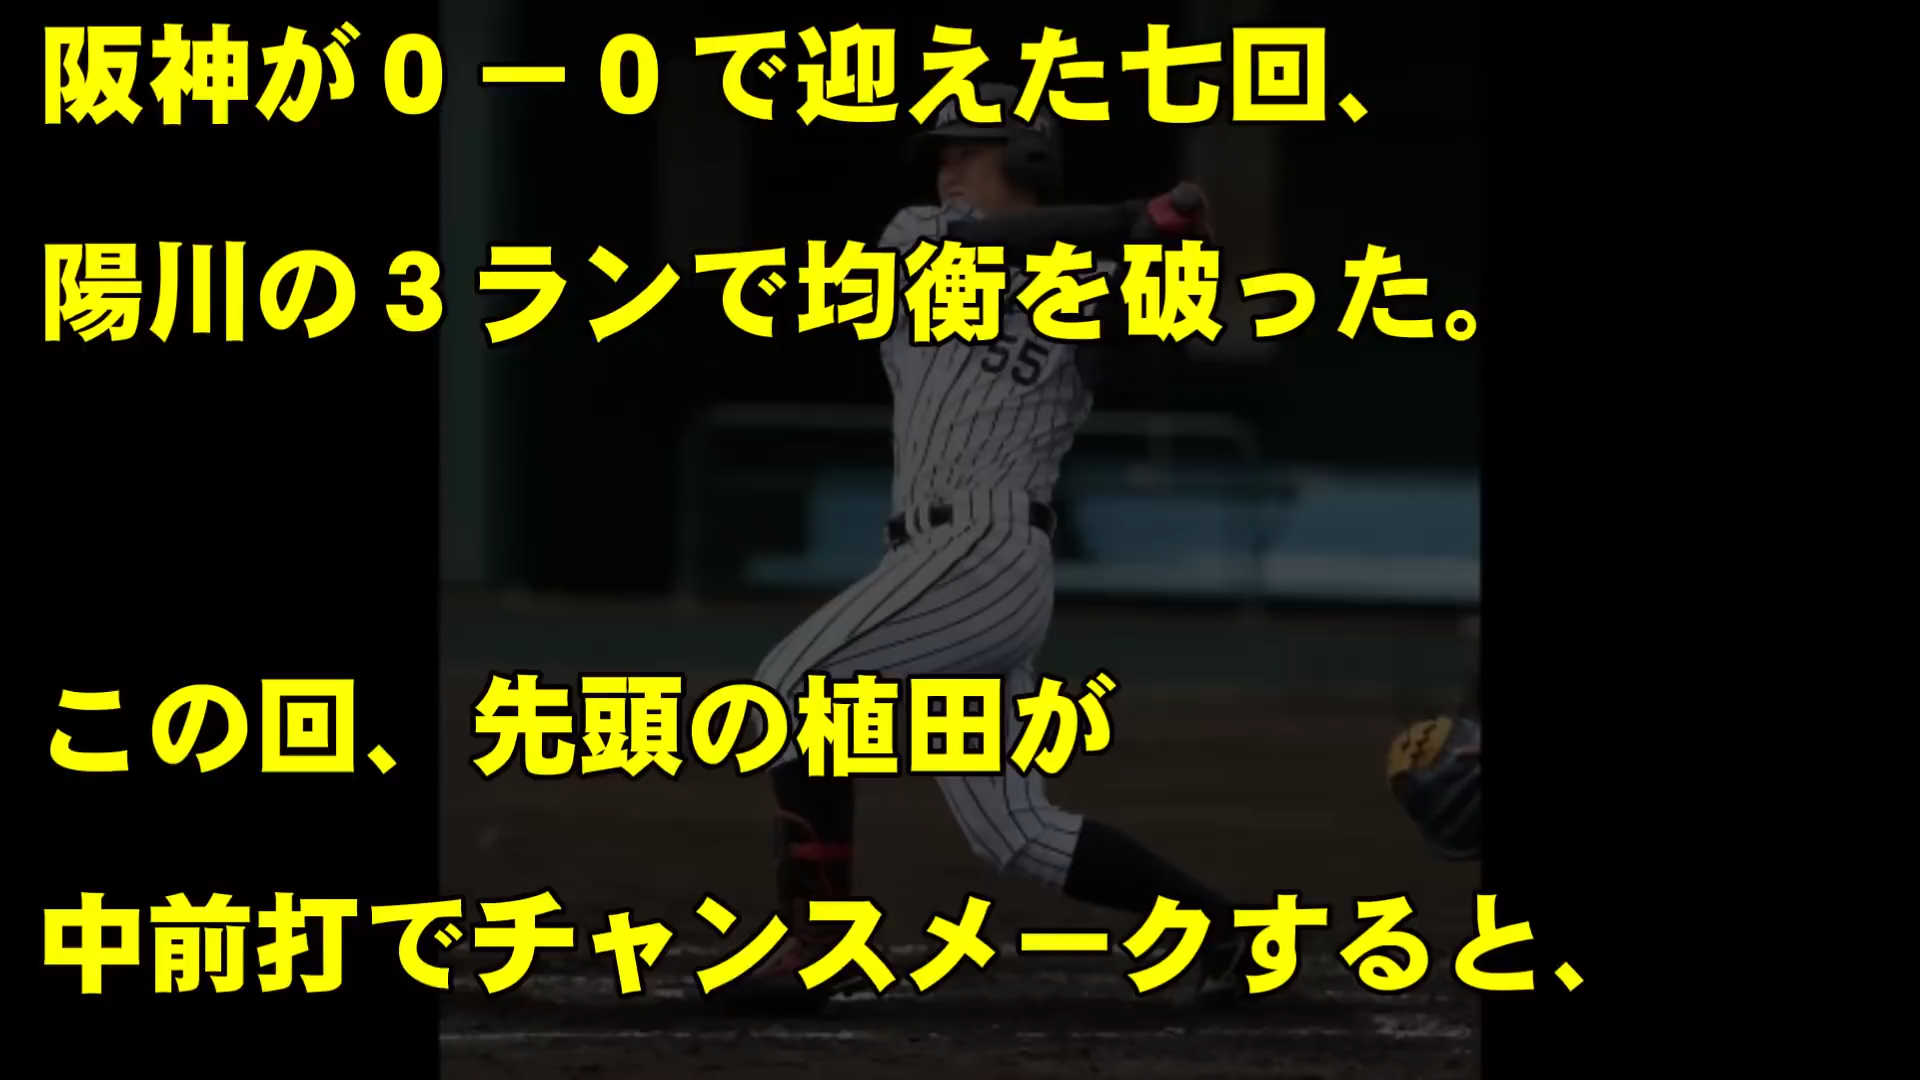 阪神が0－0で迎えた七回、
陽川の3ランで均衡を破った。
55
この回、先頭の植田が
中前打でチャンスメークすると、